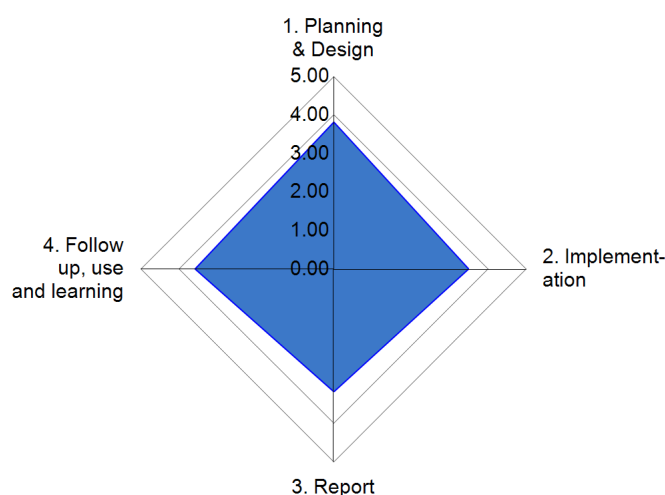 1. Planning
& Design
5.00
4.00
3.00
2.00
1.00
0.00
4. Follow
up, use
and learning
2. Implement-
ation
3. Report